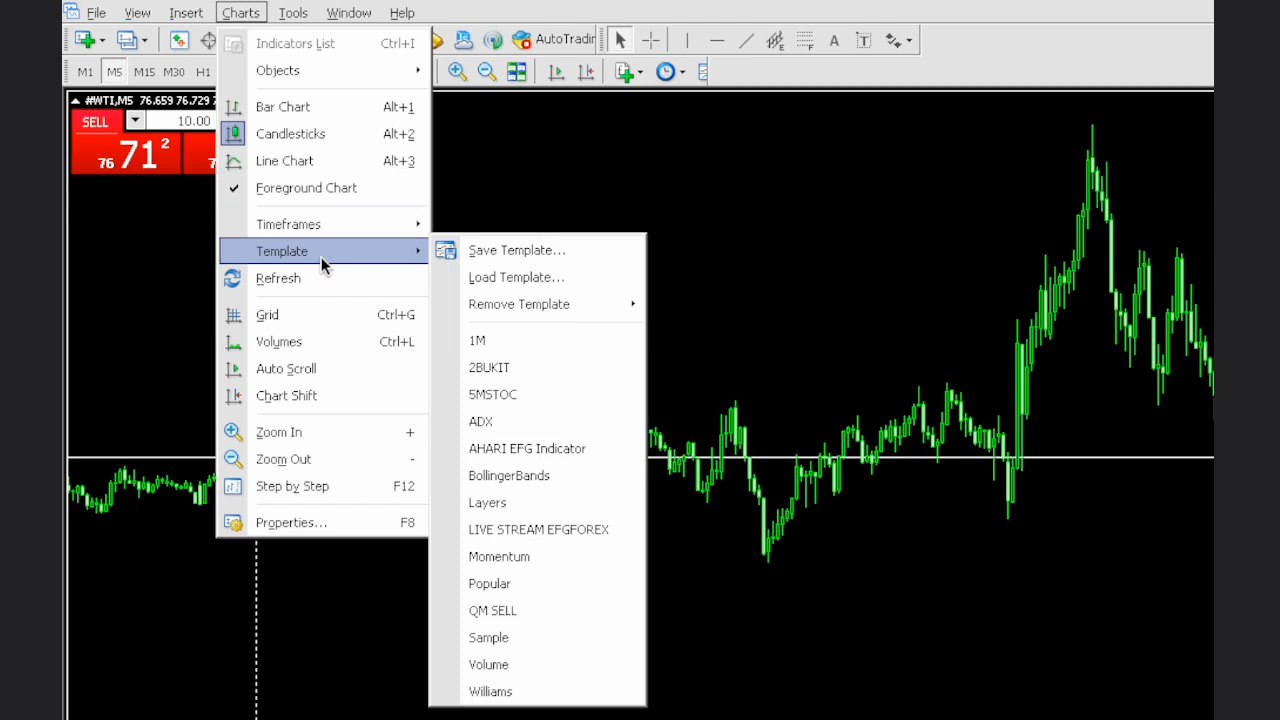 File View Insert Charts Tools Window Help
M1 M5 M15 M30 H1
#WTI,M5 76.659 76.729
SELL
10.00
76 71 2
Indicators List Ctrl+I
Objects
Bar Chart Alt+1
Candlesticks Alt+2
Line Chart Alt+3
Foreground Chart
Timeframes
Template
Refresh
Grid Ctrl+G
Volumes Ctrl+L
Auto Scroll
Chart Shift
Zoom In +
Zoom Out -
Step by Step F12
Properties... F8
Save Template...
Load Template...
Remove Template
1M
2BUKIT
5MSTOC
ADX
AHARI EFG Indicator
BollingerBands
Layers
LIVE STREAM EFGFOREX
Momentum
Popular
QM SELL
Sample
Volume
Williams